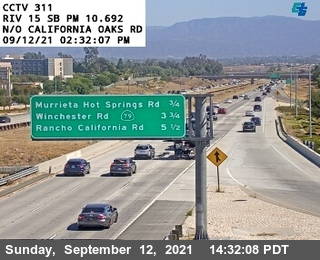 CCTV 311
RIV 15 SB PM 10.692
N/O CALIFORNIA OAKS RD
09/12/21 02:32:07 PM
Murrieta Hot Springs Rd 3/4
Winchester Rd 79 3 3/4
Rancho California Rd 5 1/2
Sunday, September 12, 2021 14:32:08 PDT